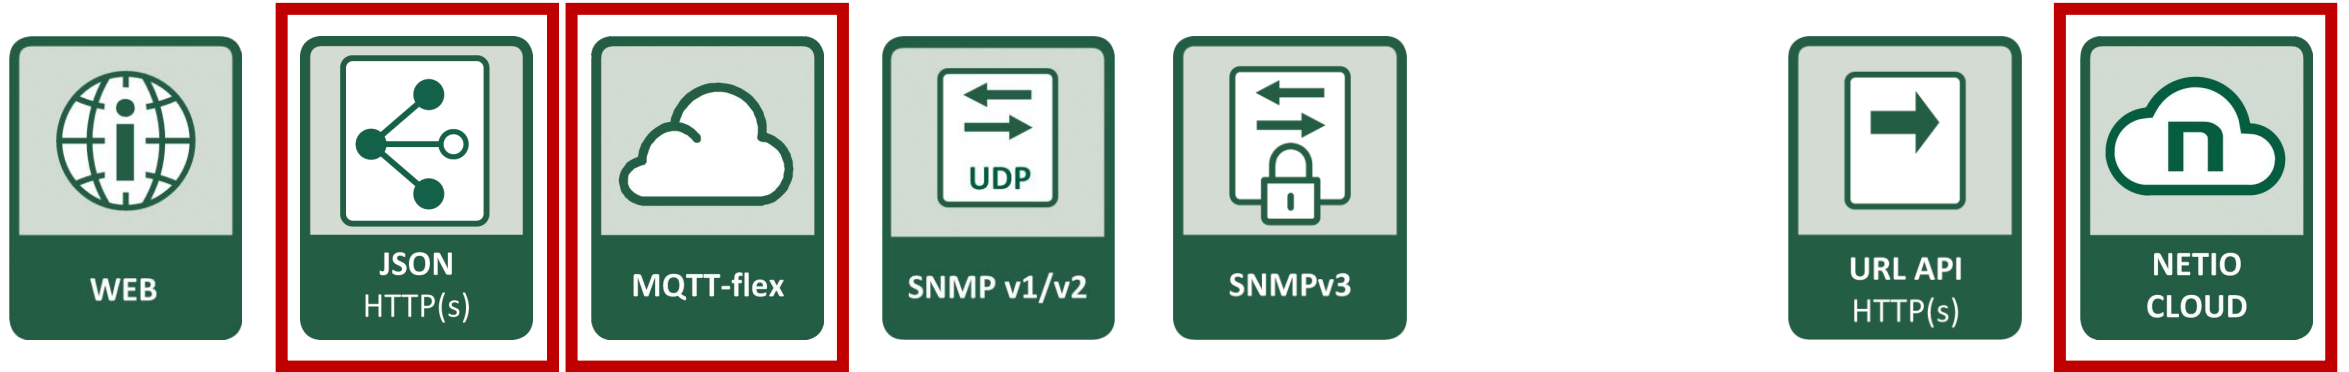 WEB
JSON
HTTP(s)
MQTT-flex
UDP
SNMP v1/v2
SNMPv3
URL API
HTTP(s)
n
NETIO
CLOUD